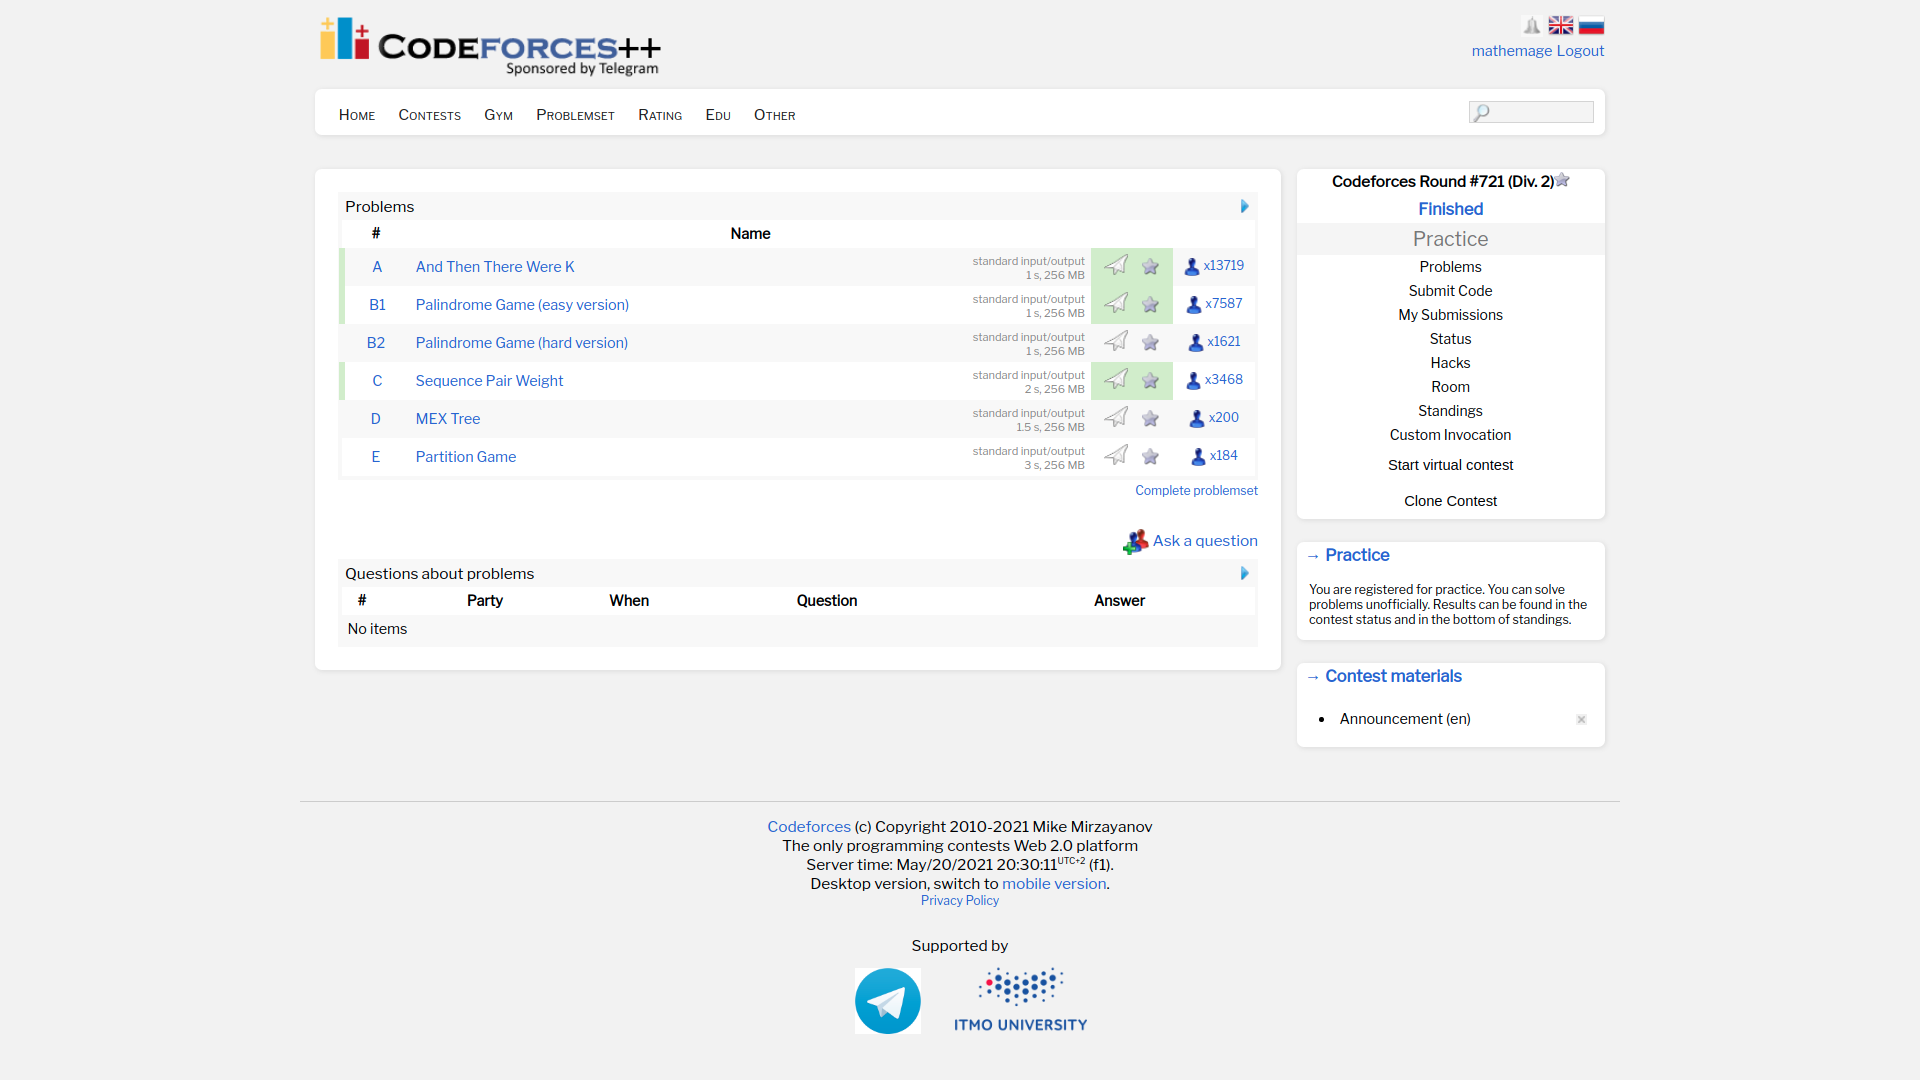 CODEFORCES++
Sponsored by Telegram
mathemage Logout
Home Contests Gym Problemset Rating Edu Other
Problems
# Name
A And Then There Were K standard input/output 1 s, 256 MB x13719
B1 Palindrome Game (easy version) standard input/output 1 s, 256 MB x7587
B2 Palindrome Game (hard version) standard input/output 1 s, 256 MB x1621
C Sequence Pair Weight standard input/output 2 s, 256 MB x3468
D MEX Tree standard input/output 1.5 s, 256 MB x200
E Partition Game standard input/output 3 s, 256 MB x184
Complete problemset
Ask a question
Questions about problems
# Party When Question Answer
No items
Codeforces Round #721 (Div. 2)
Finished
Practice
Problems
Submit Code
My Submissions
Status
Hacks
Room
Standings
Custom Invocation
Start virtual contest
Clone Contest
→ Practice
You are registered for practice. You can solve
problems unofficially. Results can be found in the
contest status and in the bottom of standings.
→ Contest materials
• Announcement (en) ×
Codeforces (c) Copyright 2010-2021 Mike Mirzayanov
The only programming contests Web 2.0 platform
Server time: May/20/2021 20:30:11 UTC+2 (f1).
Desktop version, switch to mobile version.
Privacy Policy
Supported by
ITMO UNIVERSITY